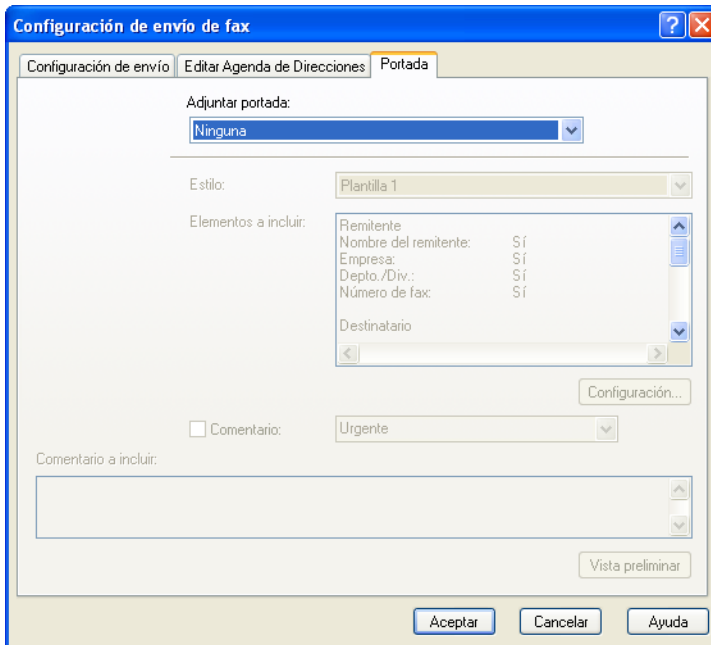 Configuración de envío de fax
Configuración de envío Editar Agenda de Direcciones Portada
Adjuntar portada:
Ninguna
Estilo: Plantilla 1
Elementos a incluir: Remitente
Nombre del remitente: Sí
Empresa: Sí
Depto./Div.: Sí
Número de fax: Sí
Destinatario
Configuración...
Comentario: Urgente
Comentario a incluir:
Vista preliminar
Aceptar Cancelar Ayuda